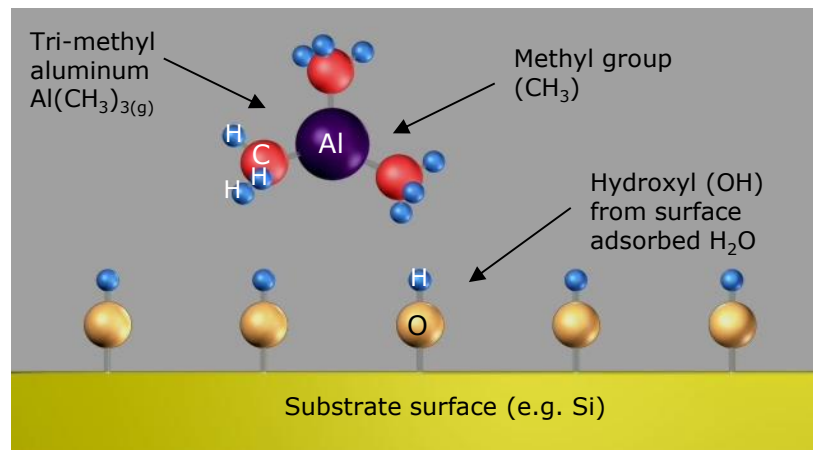 Tri-methyl
aluminum
Al(CH₃)₃(g)
Methyl group
(CH₃)
H
C
Al
H
H
Hydroxyl (OH)
from surface
adsorbed H₂O
H
O
Substrate surface (e.g. Si)